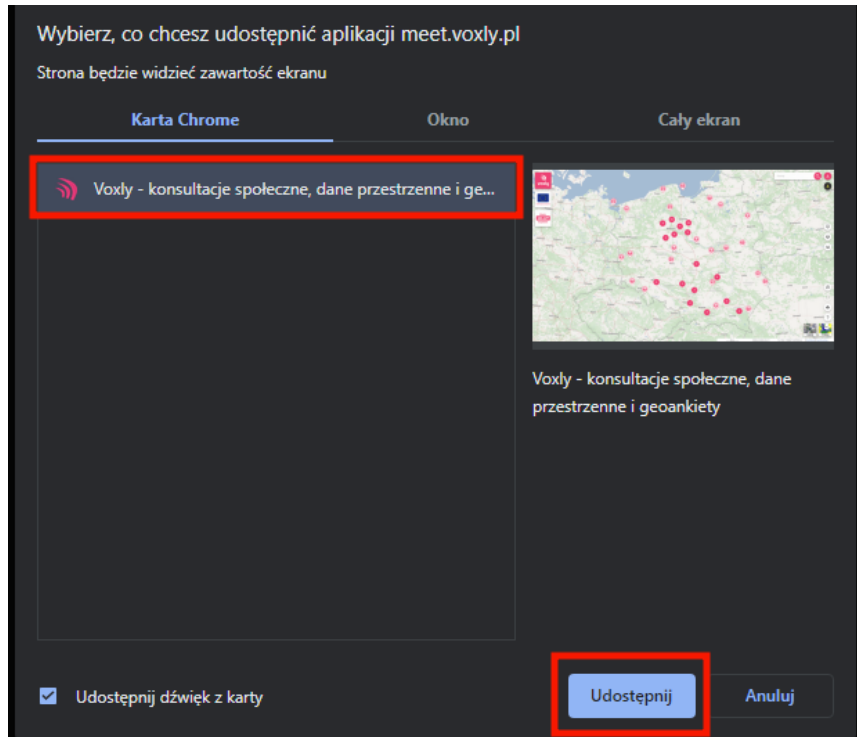 Wybierz, co chcesz udostępnić aplikacji meet.voxly.pl
Strona będzie widzieć zawartość ekranu
Karta Chrome
Okno
Cały ekran
Voxly - konsultacje społeczne, dane przestrzenne i ge...
Voxly - konsultacje społeczne, dane
przestrzenne i geoankiety
Udostępnij dźwięk z karty
Udostępnij
Anuluj